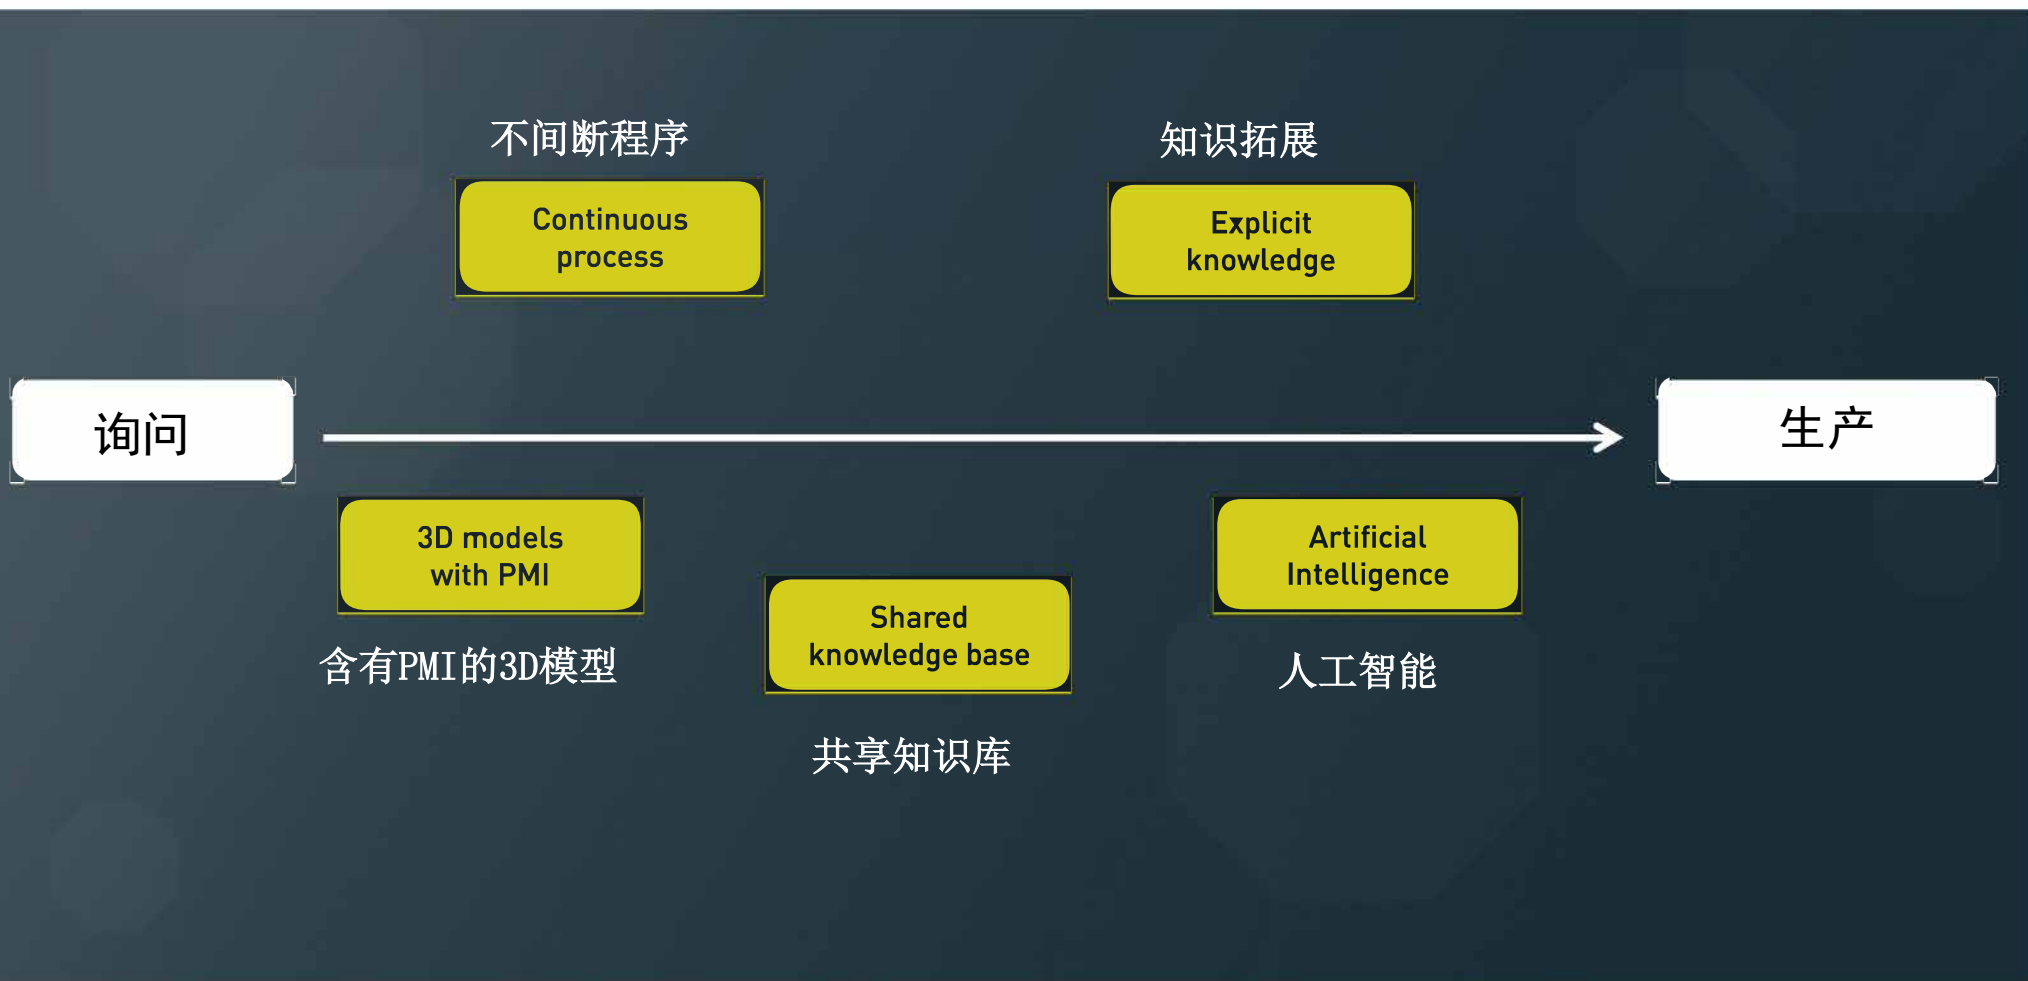 不间断程序
Continuous
process
知识拓展
Explicit
knowledge
询问
生产
3D models
with PMI
含有PMI的3D模型
Shared
knowledge base
共享知识库
Artificial
Intelligence
人工智能